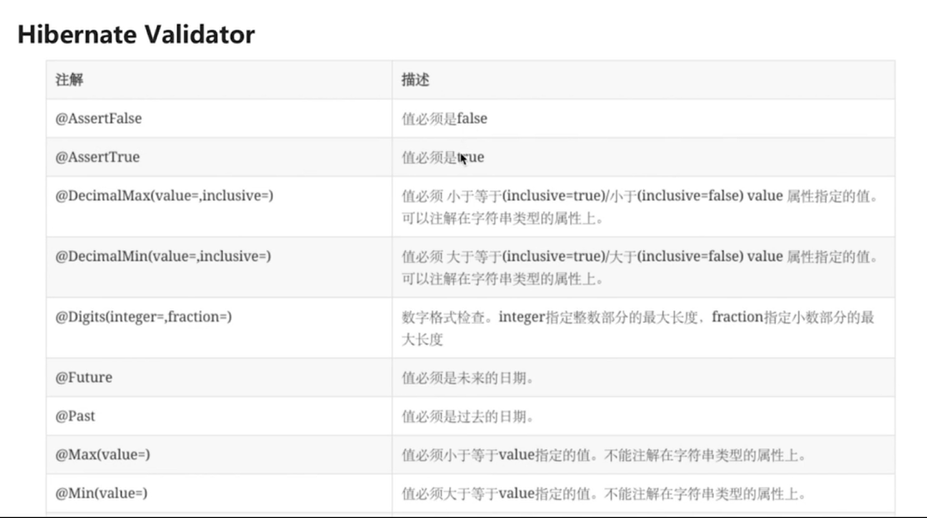 Hibernate Validator
注解 描述
@AssertFalse 值必须是false
@AssertTrue 值必须是true
@DecimalMax(value=,inclusive=) 值必须 小于等于(inclusive=true)/小于(inclusive=false) value 属性指定的值。
可以注解在字符串类型的属性上。
@DecimalMin(value=,inclusive=) 值必须 大于等于(inclusive=true)/大于(inclusive=false) value 属性指定的值。
可以注解在字符串类型的属性上。
@Digits(integer=,fraction=) 数字格式检查。integer指定整数部分的最大长度，fraction指定小数部分的最
大长度
@Future 值必须是未来的日期。
@Past 值必须是过去的日期。
@Max(value=) 值必须小于等于value指定的值。不能注解在字符串类型的属性上。
@Min(value=) 值必须大于等于value指定的值。不能注解在字符串类型的属性上。